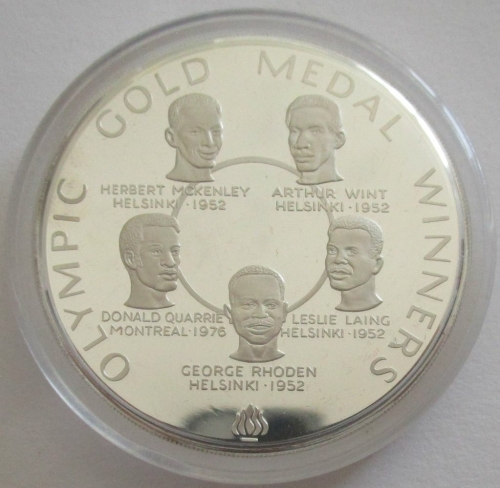 OLYMPIC GOLD MEDAL WINNERS
HERBERT MCKENLEY
HELSINKI · 1952
ARTHUR WINT
HELSINKI · 1952
DONALD QUARRIE
MONTREAL · 1976
LESLIE LAING
HELSINKI · 1952
GEORGE RHODEN
HELSINKI · 1952